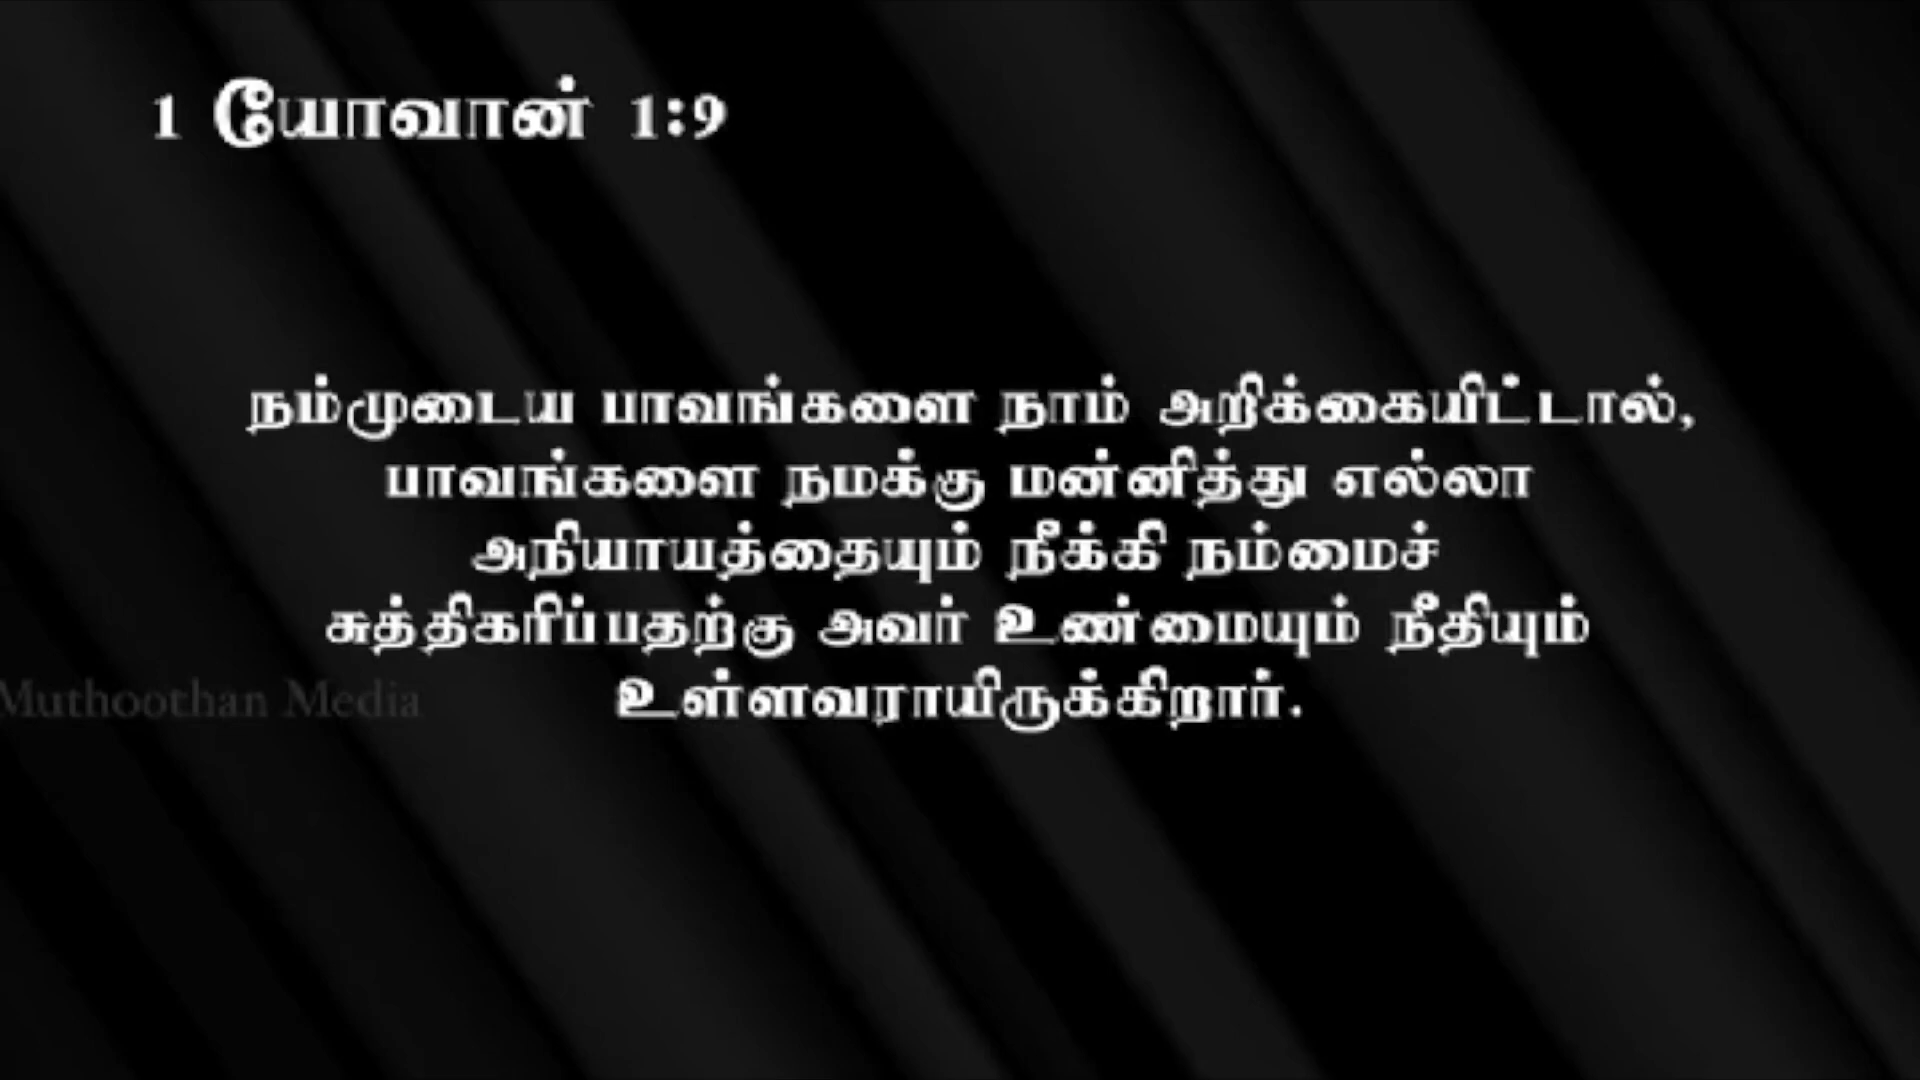 1 யோவான் 1:9
நம்முடைய பாவங்களை நாம் அறிக்கையிட்டால்,
பாவங்களை நமக்கு மன்னித்து எல்லா
அநியாயத்தையும் நீக்கி நம்மைச்
சுத்திகரிப்பதற்கு அவர் உண்மையும் நீதியும்
உள்ளவராயிருக்கிறார்.
Muthoothan Media